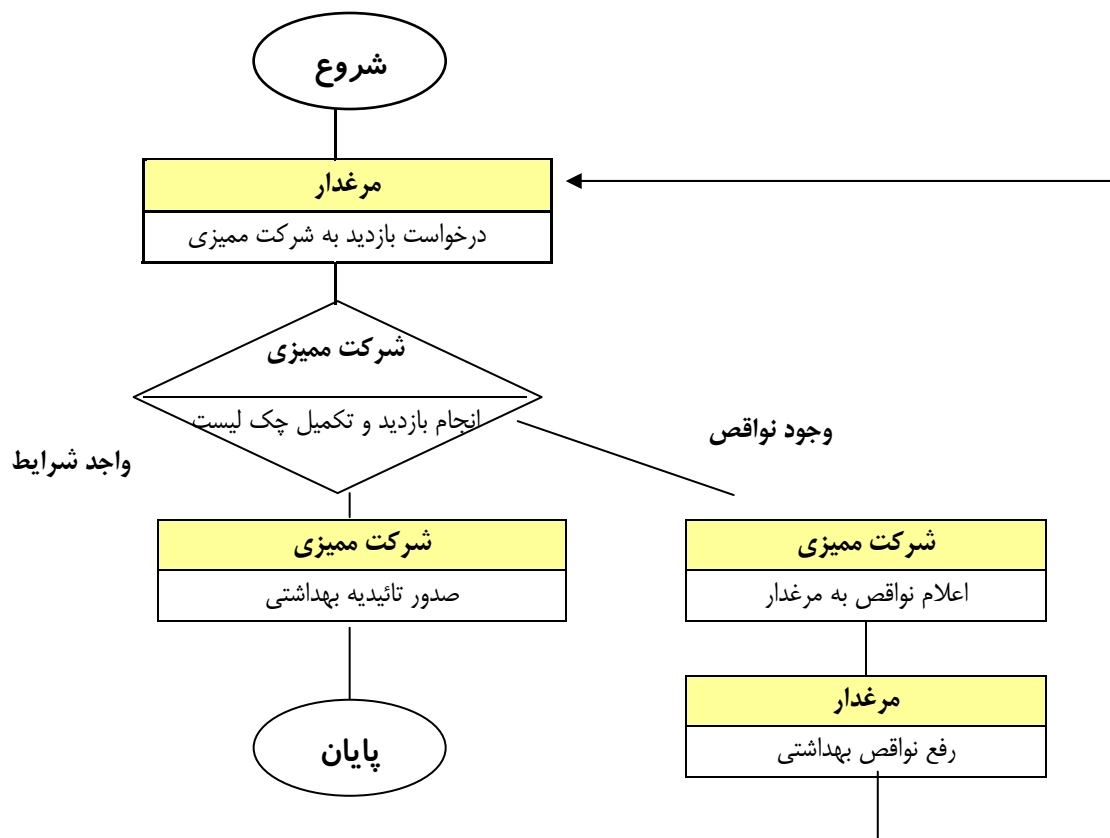 شروع
مرغدار
درخواست بازدید به شرکت ممیزی
شرکت ممیزی
انجام بازدید و تکمیل چک لیست
وجود نواقص
واجد شرایط
شرکت ممیزی
اعلام نواقص به مرغدار
شرکت ممیزی
صدور تائیدیه بهداشتی
مرغدار
رفع نواقص بهداشتی
پایان